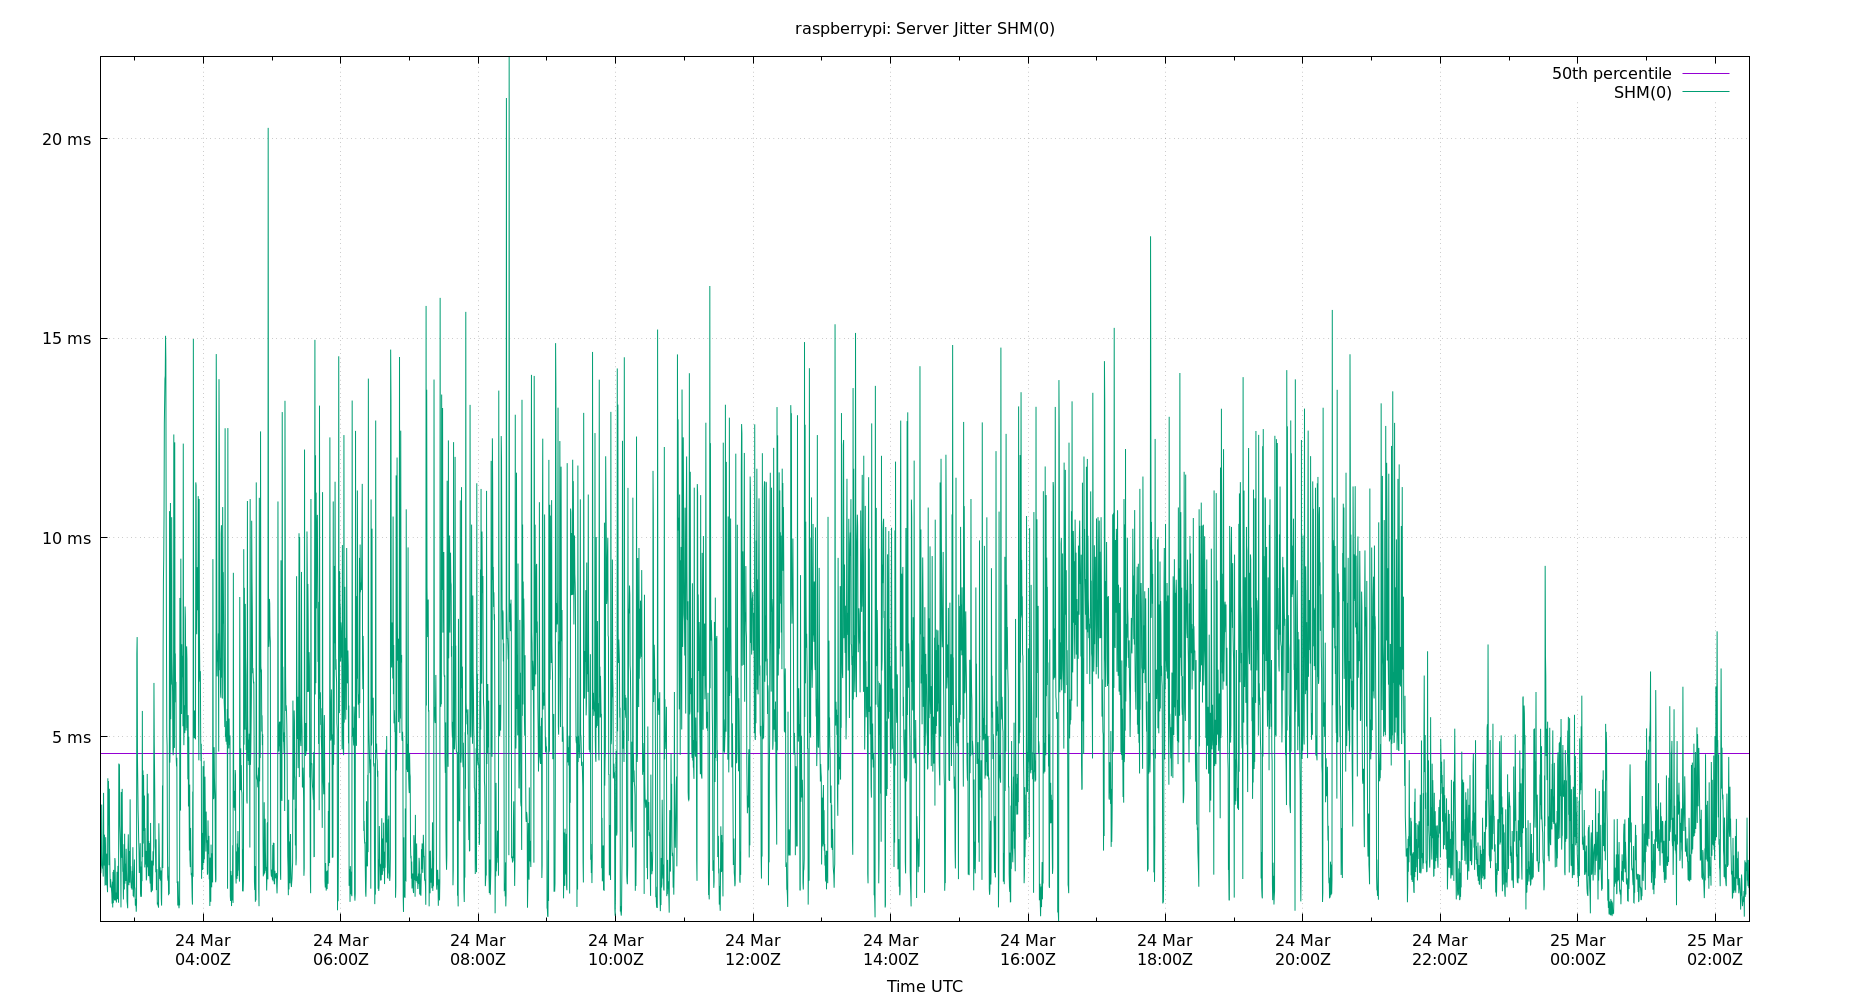 raspberrypi: Server Jitter SHM(0)
50th percentile
SHM(0)
20 ms
15 ms
10 ms
5 ms
24 Mar 24 Mar 24 Mar 24 Mar 24 Mar 24 Mar 24 Mar 24 Mar 24 Mar 24 Mar 25 Mar 25 Mar
04:00Z 06:00Z 08:00Z 10:00Z 12:00Z 14:00Z 16:00Z 18:00Z 20:00Z 22:00Z 00:00Z 02:00Z
Time UTC